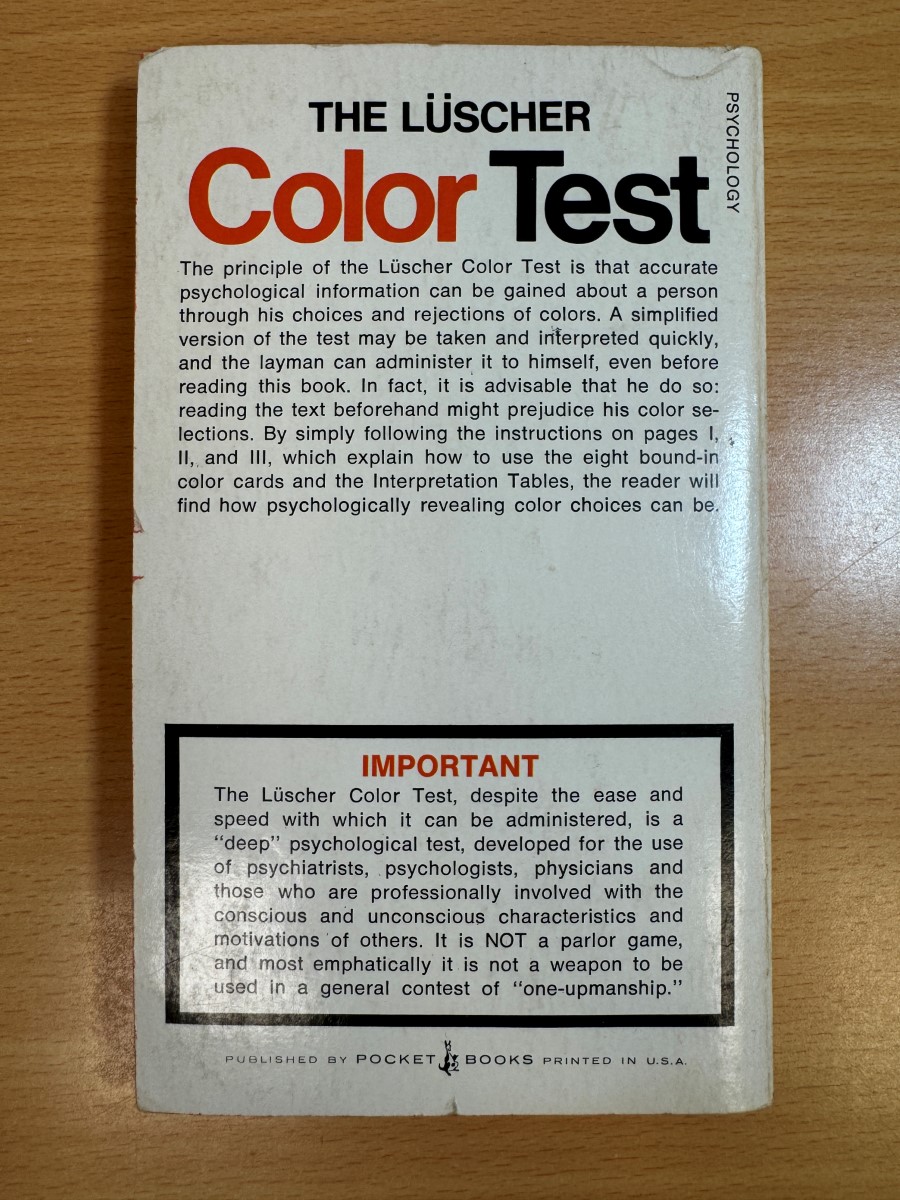 THE LÜSCHER
Color Test
PSYCHOLOGY
The principle of the Lüscher Color Test is that accurate
psychological information can be gained about a person
through his choices and rejections of colors. A simplified
version of the test may be taken and interpreted quickly,
and the layman can administer it to himself, even before
reading this book. In fact, it is advisable that he do so:
reading the text beforehand might prejudice his color se-
lections. By simply following the instructions on pages I,
II, and III, which explain how to use the eight bound-in
color cards and the Interpretation Tables, the reader will
find how psychologically revealing color choices can be.
IMPORTANT
The Lüscher Color Test, despite the ease and
speed with which it can be administered, is a
“deep” psychological test, developed for the use
of psychiatrists, psychologists, physicians and
those who are professionally involved with the
conscious and unconscious characteristics and
motivations of others. It is NOT a parlor game,
and most emphatically it is not a weapon to be
used in a general contest of “one-upmanship.”
PUBLISHED BY POCKET BOOKS PRINTED IN U.S.A.